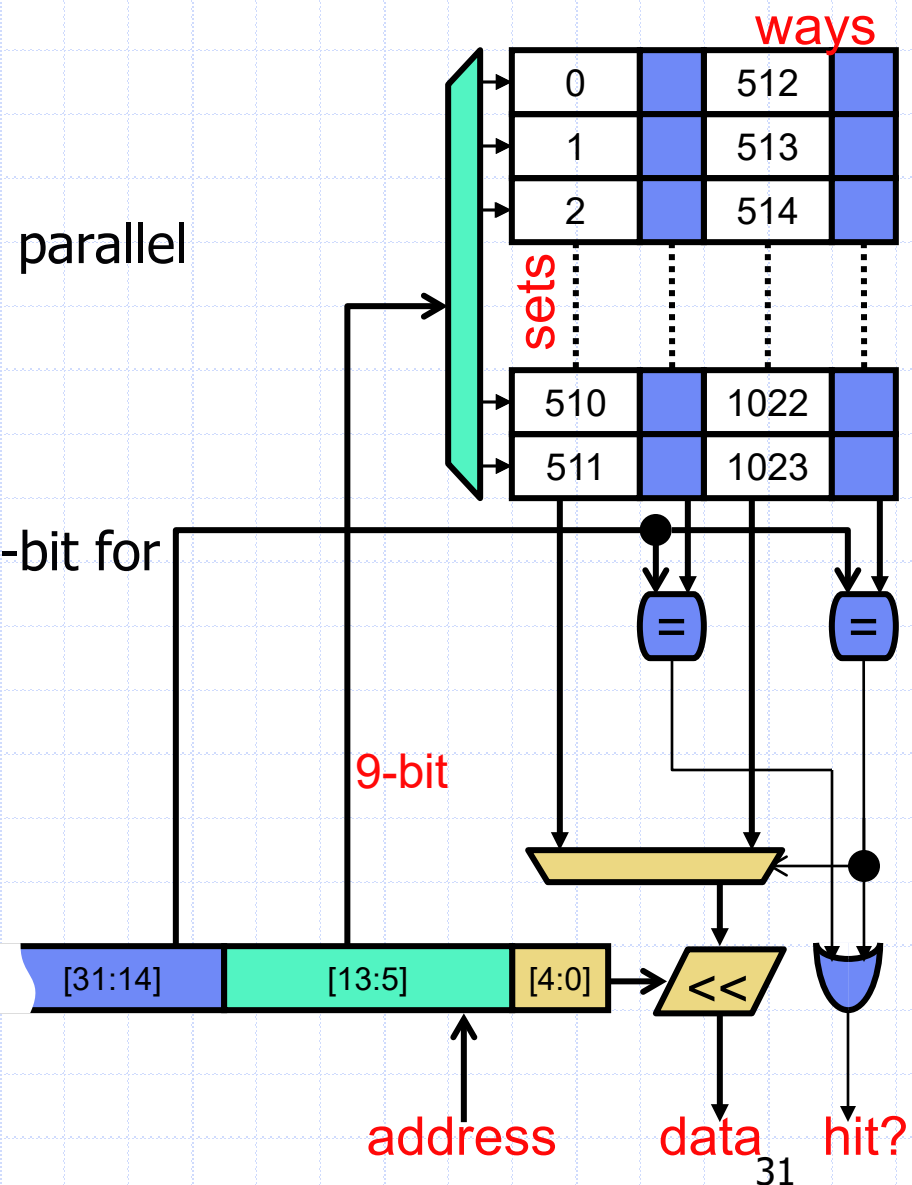 ways
0 512
1 513
2 514
parallel
sets
510 1022
511 1023
-bit for
= =
9-bit
[31:14] [13:5] [4:0] <<
address data hit?
31